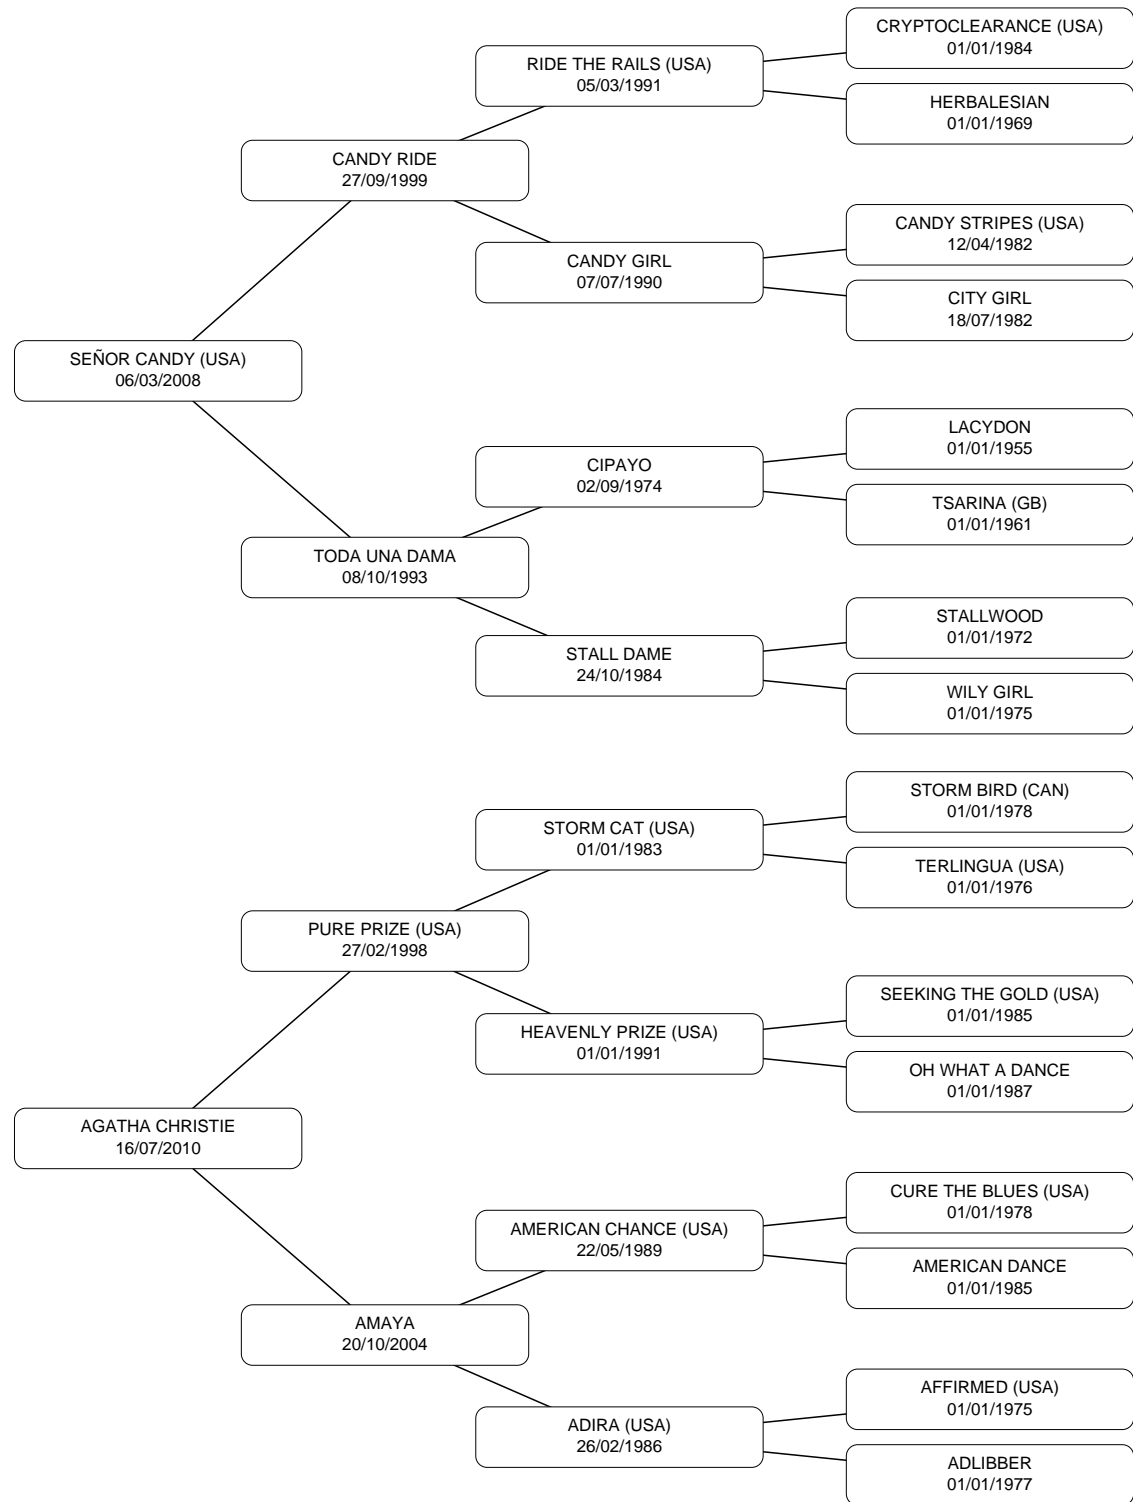 CRYPTOCLEARANCE (USA)
01/01/1984
RIDE THE RAILS (USA)
05/03/1991
HERBALESIAN
01/01/1969
CANDY RIDE
27/09/1999
CANDY STRIPES (USA)
12/04/1982
CANDY GIRL
07/07/1990
CITY GIRL
18/07/1982
SEÑOR CANDY (USA)
06/03/2008
LACYDON
01/01/1955
CIPAYO
02/09/1974
TSARINA (GB)
01/01/1961
TODA UNA DAMA
08/10/1993
STALLWOOD
01/01/1972
STALL DAME
24/10/1984
WILY GIRL
01/01/1975
STORM BIRD (CAN)
01/01/1978
STORM CAT (USA)
01/01/1983
TERLINGUA (USA)
01/01/1976
PURE PRIZE (USA)
27/02/1998
SEEKING THE GOLD (USA)
01/01/1985
HEAVENLY PRIZE (USA)
01/01/1991
OH WHAT A DANCE
01/01/1987
AGATHA CHRISTIE
16/07/2010
CURE THE BLUES (USA)
01/01/1978
AMERICAN CHANCE (USA)
22/05/1989
AMERICAN DANCE
01/01/1985
AMAYA
20/10/2004
AFFIRMED (USA)
01/01/1975
ADIRA (USA)
26/02/1986
ADLIBBER
01/01/1977